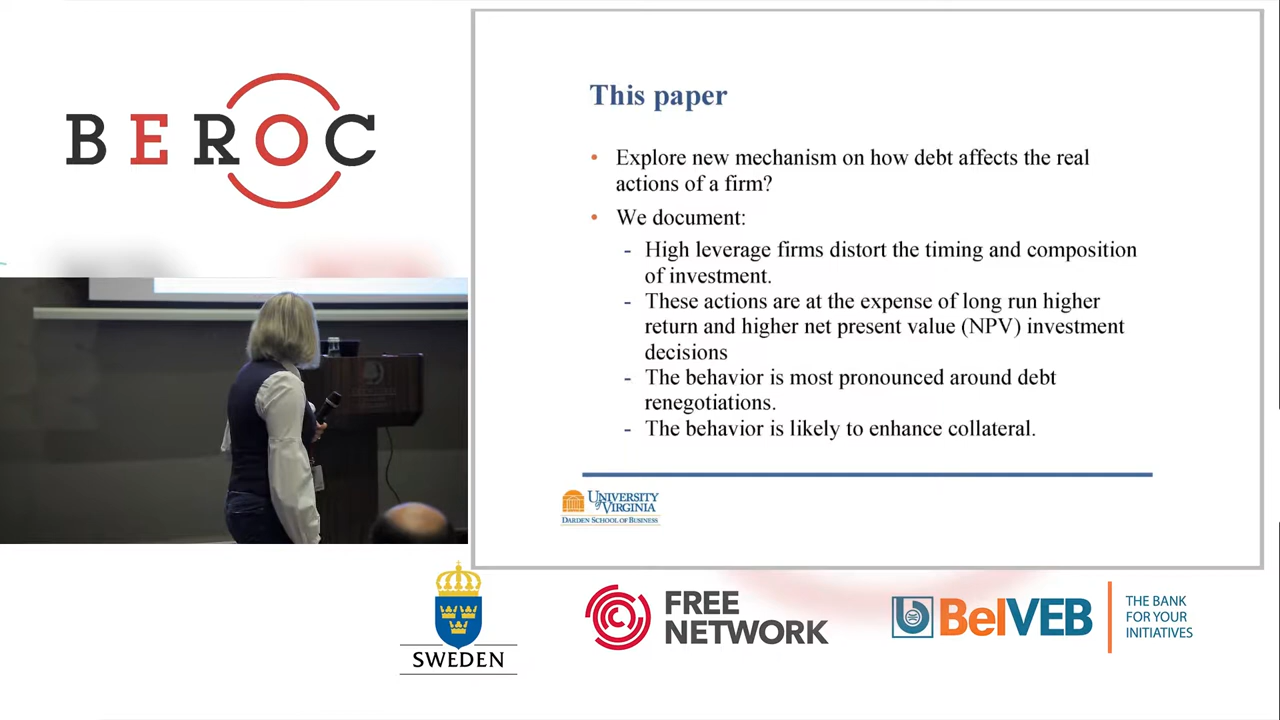 BEROC
This paper
• Explore new mechanism on how debt affects the real
actions of a firm?
• We document:
- High leverage firms distort the timing and composition
of investment.
- These actions are at the expense of long run higher
return and higher net present value (NPV) investment
decisions
- The behavior is most pronounced around debt
renegotiations.
- The behavior is likely to enhance collateral.
UNIVERSITY
of VIRGINIA
DARDEN SCHOOL OF BUSINESS
SWEDEN
FREE
NETWORK
BelVEB
THE BANK
FOR YOUR
INITIATIVES